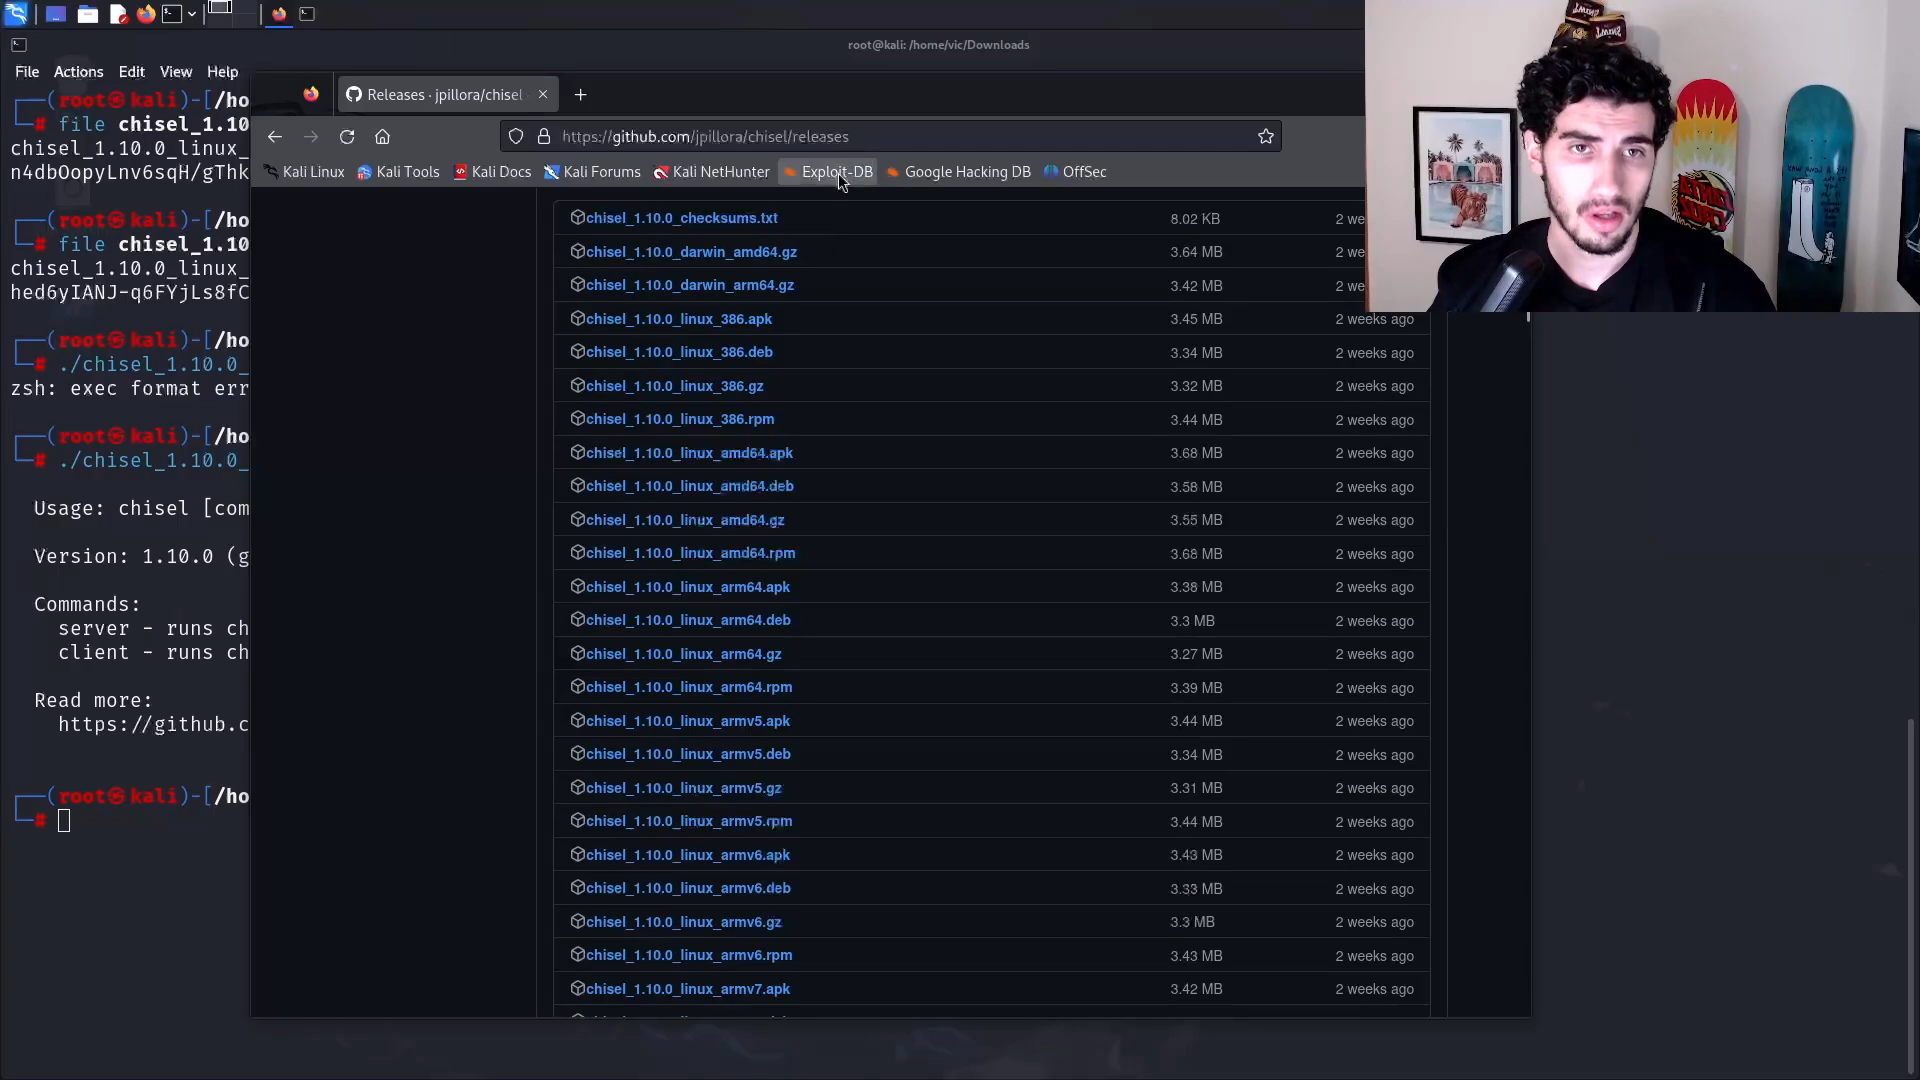 root@kali: /home/vic/Downloads
File Actions Edit View Help
(root㉿kali)-[/ho
# file chisel_1.10
chisel_1.10.0_linux_
n4dbOopyLnv6sqH/gThk
(root㉿kali)-[/ho
# file chisel_1.10
chisel_1.10.0_linux_
hed6yIANJ-q6FYjLs8fC
(root㉿kali)-[/ho
# ./chisel_1.10.0_
zsh: exec format err
(root㉿kali)-[/ho
# ./chisel_1.10.0_
Usage: chisel [com
Version: 1.10.0 (g
Commands:
server - runs ch
client - runs ch
Read more:
https://github.c
(root㉿kali)-[/ho
#
Releases · jpillora/chisel
https://github.com/jpillora/chisel/releases
Kali Linux Kali Tools Kali Docs Kali Forums Kali NetHunter Exploit-DB Google Hacking DB OffSec
chisel_1.10.0_checksums.txt 8.02 KB 2 we
chisel_1.10.0_darwin_amd64.gz 3.64 MB 2 we
chisel_1.10.0_darwin_arm64.gz 3.42 MB 2 we
chisel_1.10.0_linux_386.apk 3.45 MB 2 weeks ago
chisel_1.10.0_linux_386.deb 3.34 MB 2 weeks ago
chisel_1.10.0_linux_386.gz 3.32 MB 2 weeks ago
chisel_1.10.0_linux_386.rpm 3.44 MB 2 weeks ago
chisel_1.10.0_linux_amd64.apk 3.68 MB 2 weeks ago
chisel_1.10.0_linux_amd64.deb 3.58 MB 2 weeks ago
chisel_1.10.0_linux_amd64.gz 3.55 MB 2 weeks ago
chisel_1.10.0_linux_amd64.rpm 3.68 MB 2 weeks ago
chisel_1.10.0_linux_arm64.apk 3.38 MB 2 weeks ago
chisel_1.10.0_linux_arm64.deb 3.3 MB 2 weeks ago
chisel_1.10.0_linux_arm64.gz 3.27 MB 2 weeks ago
chisel_1.10.0_linux_arm64.rpm 3.39 MB 2 weeks ago
chisel_1.10.0_linux_armv5.apk 3.44 MB 2 weeks ago
chisel_1.10.0_linux_armv5.deb 3.34 MB 2 weeks ago
chisel_1.10.0_linux_armv5.gz 3.31 MB 2 weeks ago
chisel_1.10.0_linux_armv5.rpm 3.44 MB 2 weeks ago
chisel_1.10.0_linux_armv6.apk 3.43 MB 2 weeks ago
chisel_1.10.0_linux_armv6.deb 3.33 MB 2 weeks ago
chisel_1.10.0_linux_armv6.gz 3.3 MB 2 weeks ago
chisel_1.10.0_linux_armv6.rpm 3.43 MB 2 weeks ago
chisel_1.10.0_linux_armv7.apk 3.42 MB 2 weeks ago